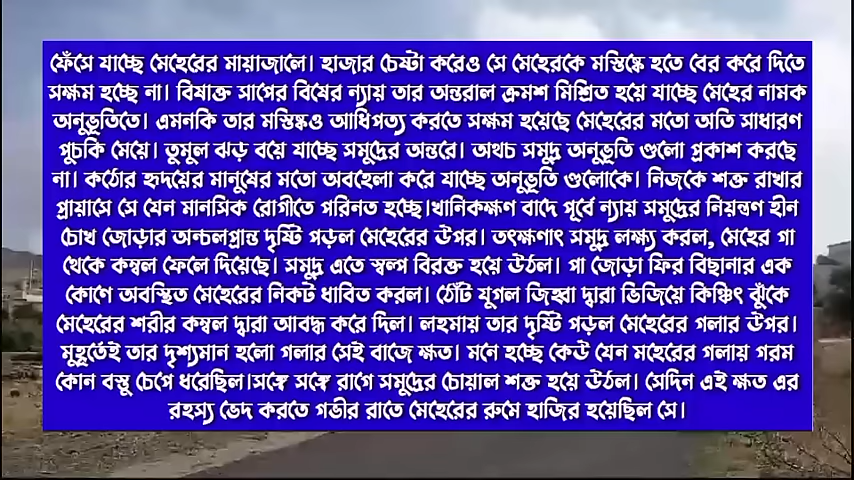 ফেঁসে যাচ্ছে মেহেরের মায়াজালে। হাজার চেষ্টা করেও সে মেহেরকে মস্তিষ্কে হতে বের করে দিতে
সক্ষম হচ্ছে না। বিষাক্ত সাপের বিষের ন্যায় তার অন্তরাল ক্রমশ মিশ্রিত হয়ে যাচ্ছে মেহের নামক
অনুভূতিতে। এমনকি তার মস্তিষ্কও আধিপত্য করতে সক্ষম হয়েছে মেহেরের মতো অতি সাধারণ
পুচকি মেয়ে। তুমুল ঝড় বয়ে যাচ্ছে সমুদ্রের অন্তরে। অথচ সমুদ্র অনুভূতি গুলো প্রকাশ করছে
না। কঠোর হৃদয়ের মানুষের মতো অবহেলা করে যাচ্ছে অনুভূতি গুলোকে। নিজকে শক্ত রাখার
প্রায়াসে সে যেন মানসিক রোগীতে পরিনত হচ্ছে।খানিকক্ষণ বাদে পূর্বে ন্যায় সমুদ্রের নিয়ন্তণ হীন
চোখ জোড়ার অন্চলপ্রান্ত দৃষ্টি পড়ল মেহেরের উপর। তৎক্ষণাৎ সমুদ্র লক্ষ্য করল, মেহের গা
থেকে কম্বল ফেলে দিয়েছে। সমুদ্র এতে স্বল্প বিরক্ত হয়ে উঠল। পা জোড়া ফির বিছানার এক
কোণে অবস্থিত মেহেরের নিকট ধাবিত করল। ঠোঁট যুগল জিহ্বা দ্বারা ভিজিয়ে কিঞ্চিৎ ঝুঁকে
মেহেরের শরীর কম্বল দ্বারা আবদ্ধ করে দিল। লহমায় তার দৃষ্টি পড়ল মেহেরের গলার উপর।
মুহূর্তেই তার দৃশ্যমান হলো গলার সেই বাজে ক্ষত। মনে হচ্ছে কেউ যেন মহেরের গলায় গরম
কোন বস্তু চেপে ধরেছিল।সঙ্গে সঙ্গে রাগে সমুদ্রের চোয়াল শক্ত হয়ে উঠল। সেদিন এই ক্ষত এর
রহস্য ভেদ করতে গভীর রাতে মেহেরের রুমে হাজির হয়েছিল সে।